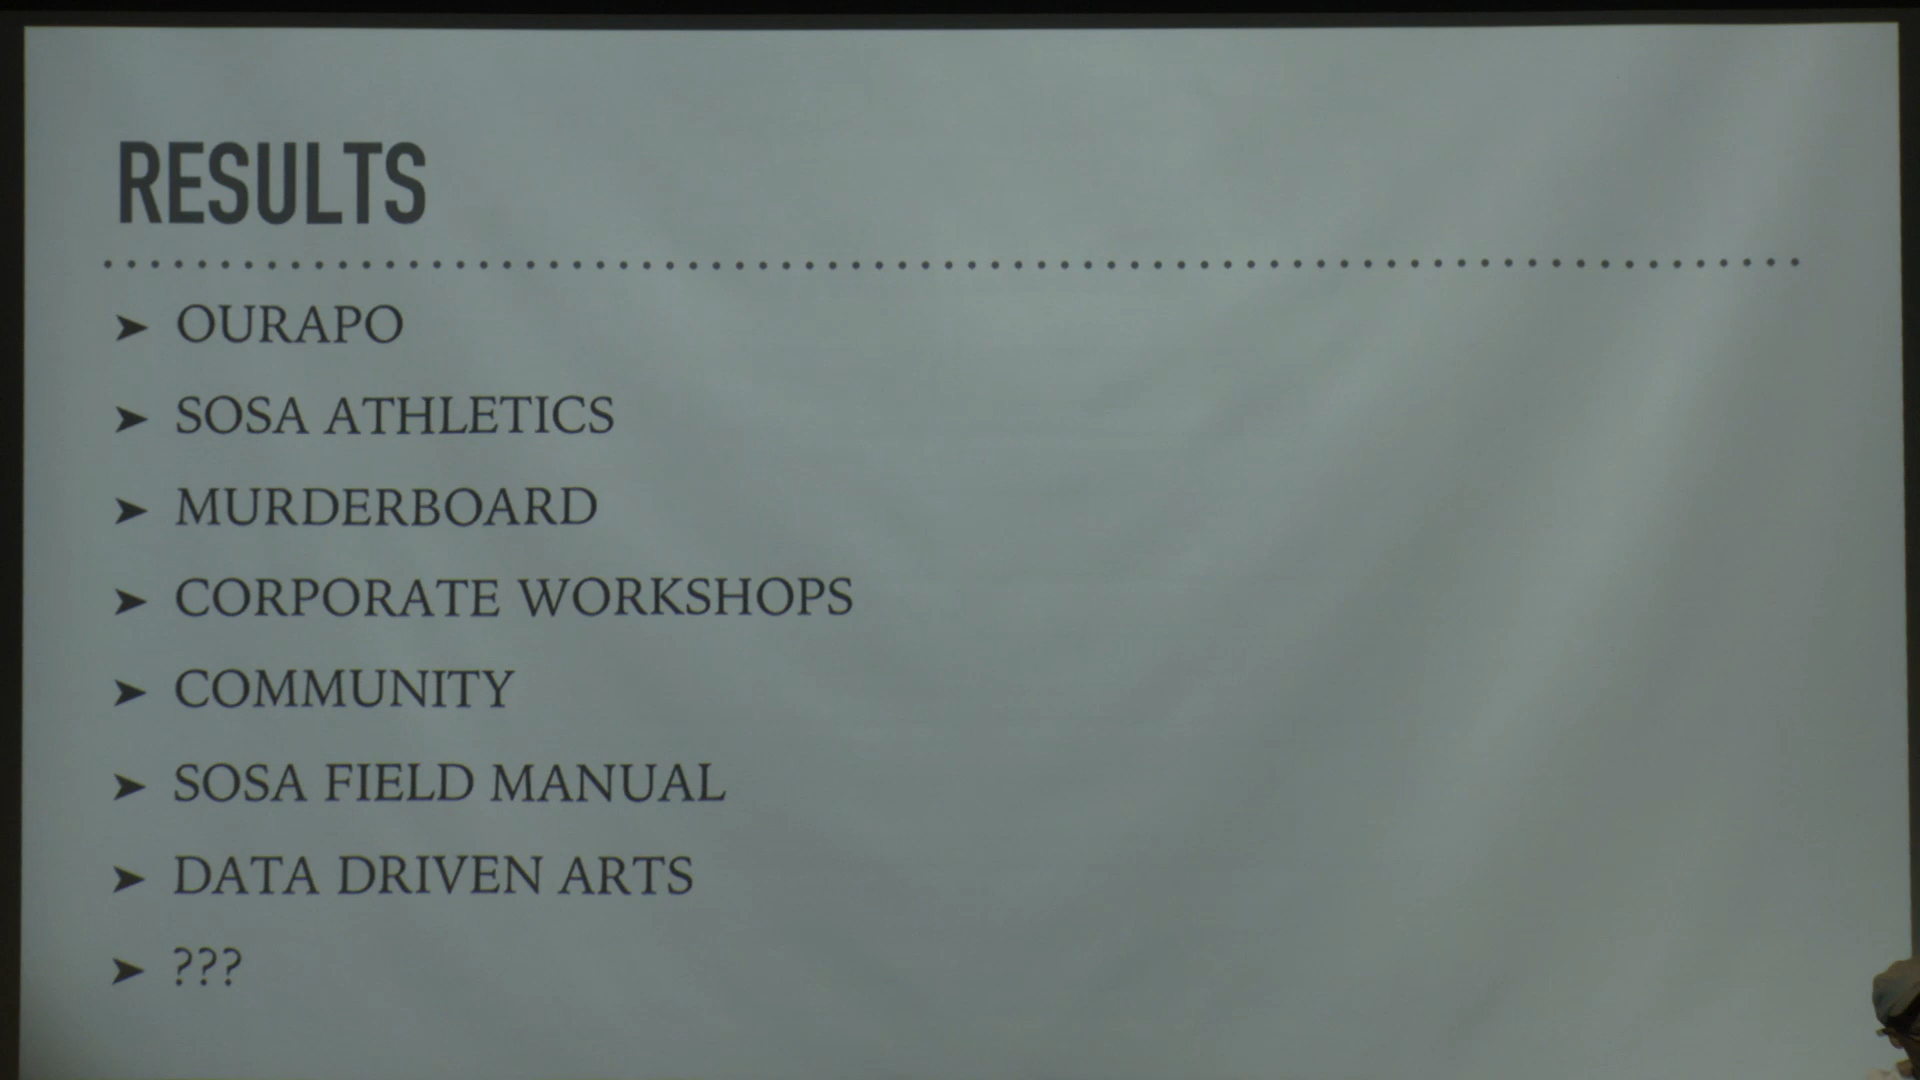 RESULTS
➤ OURAPO
➤ SOSA ATHLETICS
➤ MURDERBOARD
➤ CORPORATE WORKSHOPS
➤ COMMUNITY
➤ SOSA FIELD MANUAL
➤ DATA DRIVEN ARTS
➤ ???